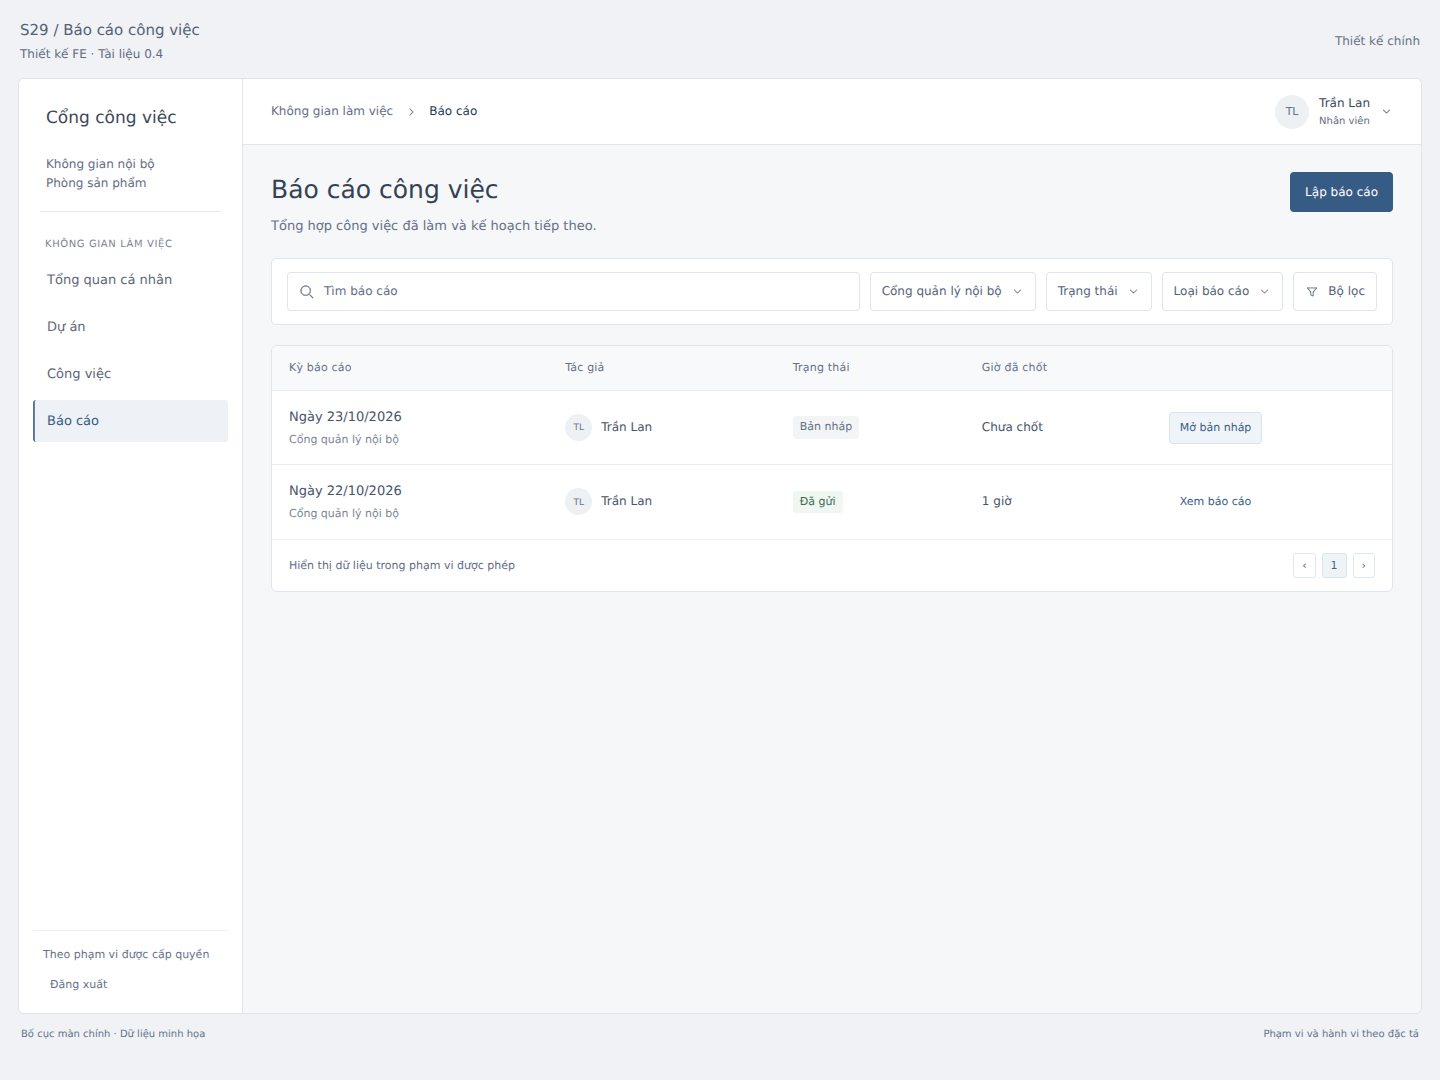 S29 / Báo cáo công việc
Thiết kế FE · Tài liệu 0.4
Thiết kế chính
Cổng công việc
Không gian nội bộ
Phòng sản phẩm
KHÔNG GIAN LÀM VIỆC
Tổng quan cá nhân
Dự án
Công việc
Báo cáo
Theo phạm vi được cấp quyền
Đăng xuất
Không gian làm việc > Báo cáo
TL
Trần Lan
Nhân viên
Báo cáo công việc
Tổng hợp công việc đã làm và kế hoạch tiếp theo.
Lập báo cáo
Tìm báo cáo
Cổng quản lý nội bộ
Trạng thái
Loại báo cáo
Bộ lọc
Kỳ báo cáo Tác giả Trạng thái Giờ đã chốt
Ngày 23/10/2026
Cổng quản lý nội bộ
TL Trần Lan Bản nháp Chưa chốt Mở bản nháp
Ngày 22/10/2026
Cổng quản lý nội bộ
TL Trần Lan Đã gửi 1 giờ Xem báo cáo
Hiển thị dữ liệu trong phạm vi được phép
‹ 1 ›
Bố cục màn chính · Dữ liệu minh họa
Phạm vi và hành vi theo đặc tả